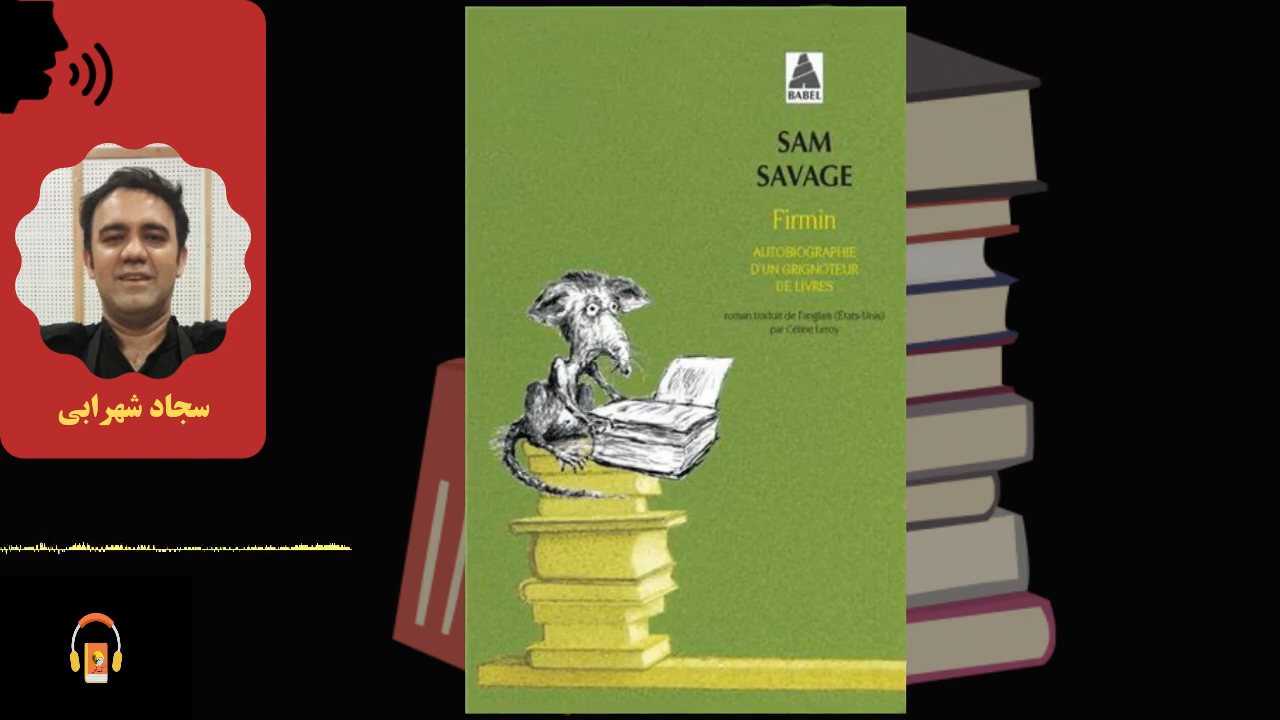 سجاد شهرابی
BABEL
SAM
SAVAGE
Firmin
AUTOBIOGRAPHIE
D'UN GRIGNOTEUR
DE LIVRES
roman traduit de l'anglais (États-Unis)
par Céline Leroy